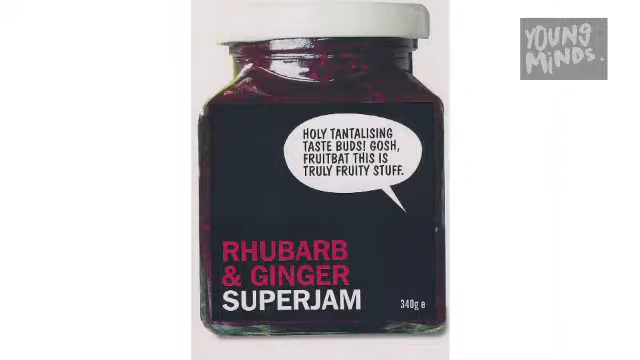 YOUNG
MINDS.
HOLY TANTALISING
TASTE BUDS! GOSH,
FRUITBAT THIS IS
TRULY FRUITY STUFF.
RHUBARB
& GINGER
SUPERJAM
340g e